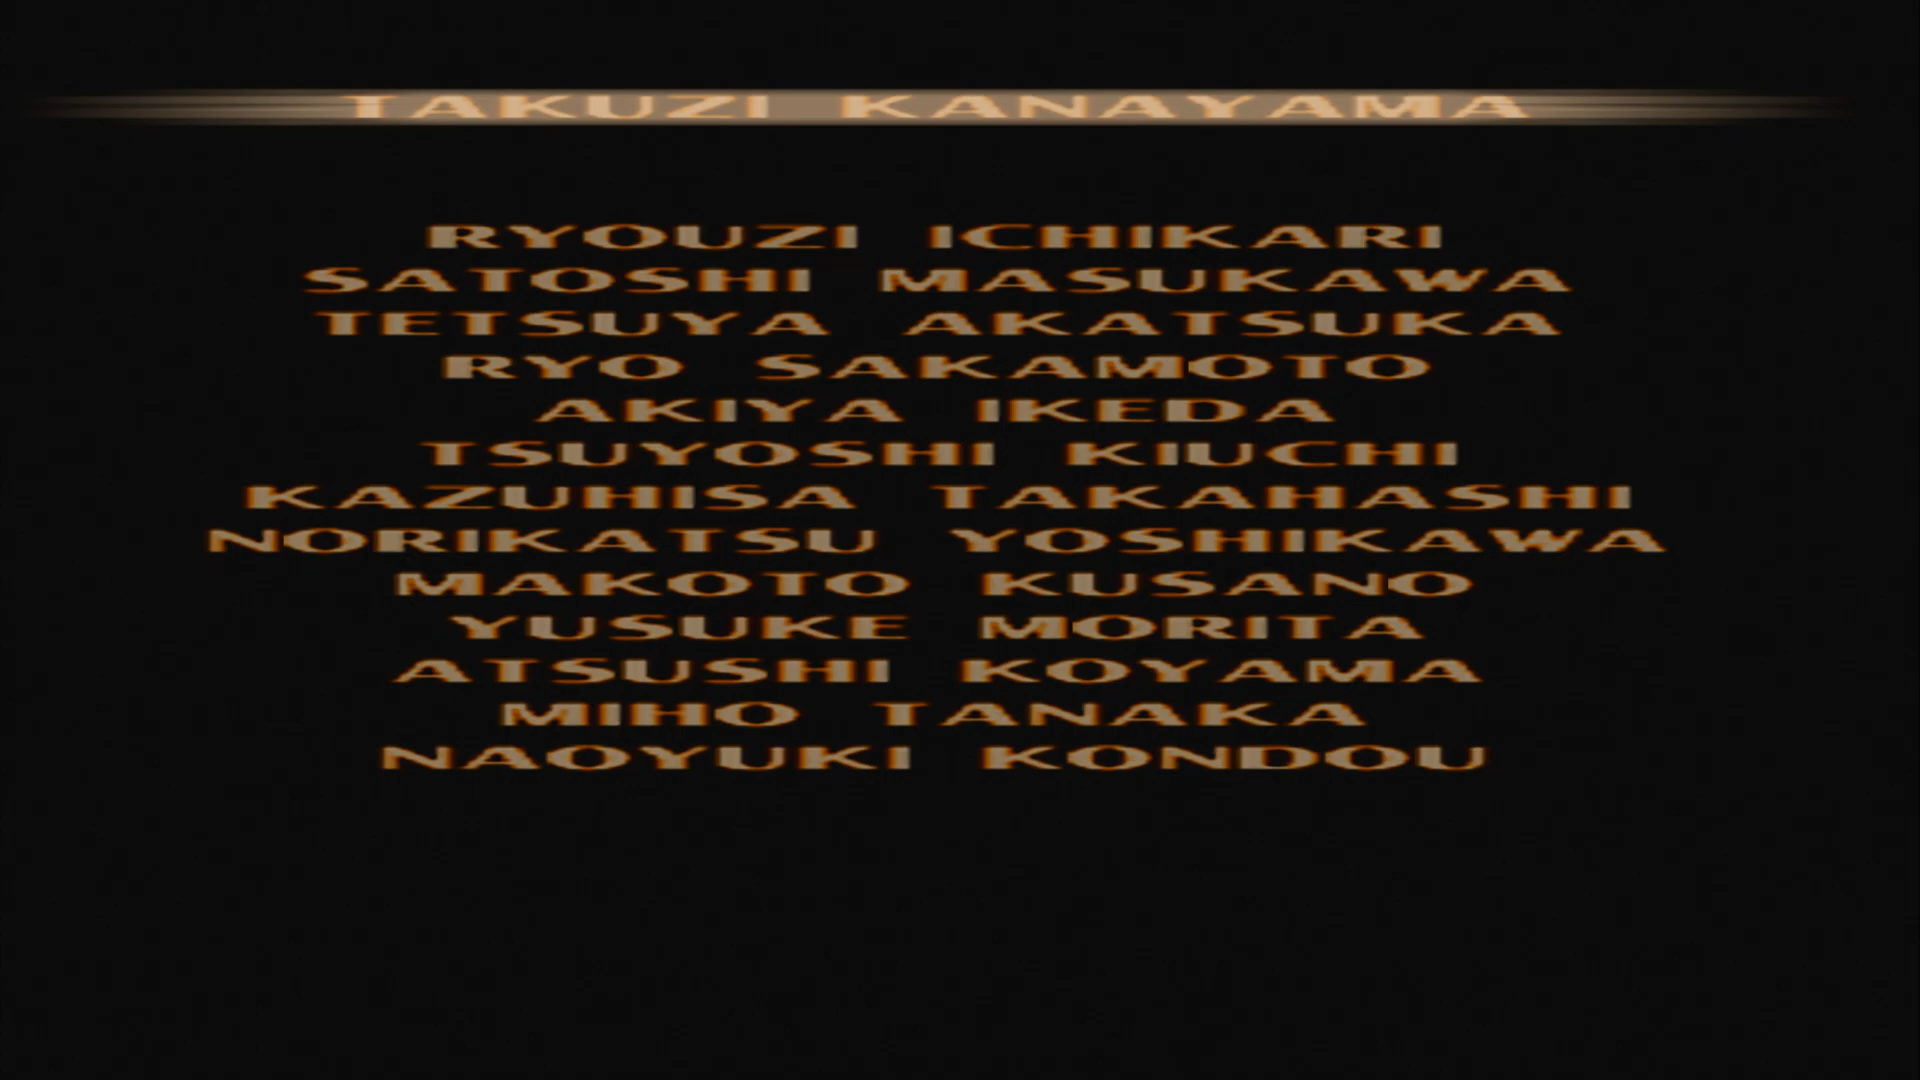 TAKUZI KANAYAMA
RYOUZI ICHIKARI
SATOSHI MASUKAWA
TETSUYA AKATSUKA
RYO SAKAMOTO
AKIYA IKEDA
TSUYOSHI KIUCHI
KAZUHISA TAKAHASHI
NORIKATSU YOSHIKAWA
MAKOTO KUSANO
YUSUKE MORITA
ATSUSHI KOYAMA
MIHO TANAKA
NAOYUKI KONDOU